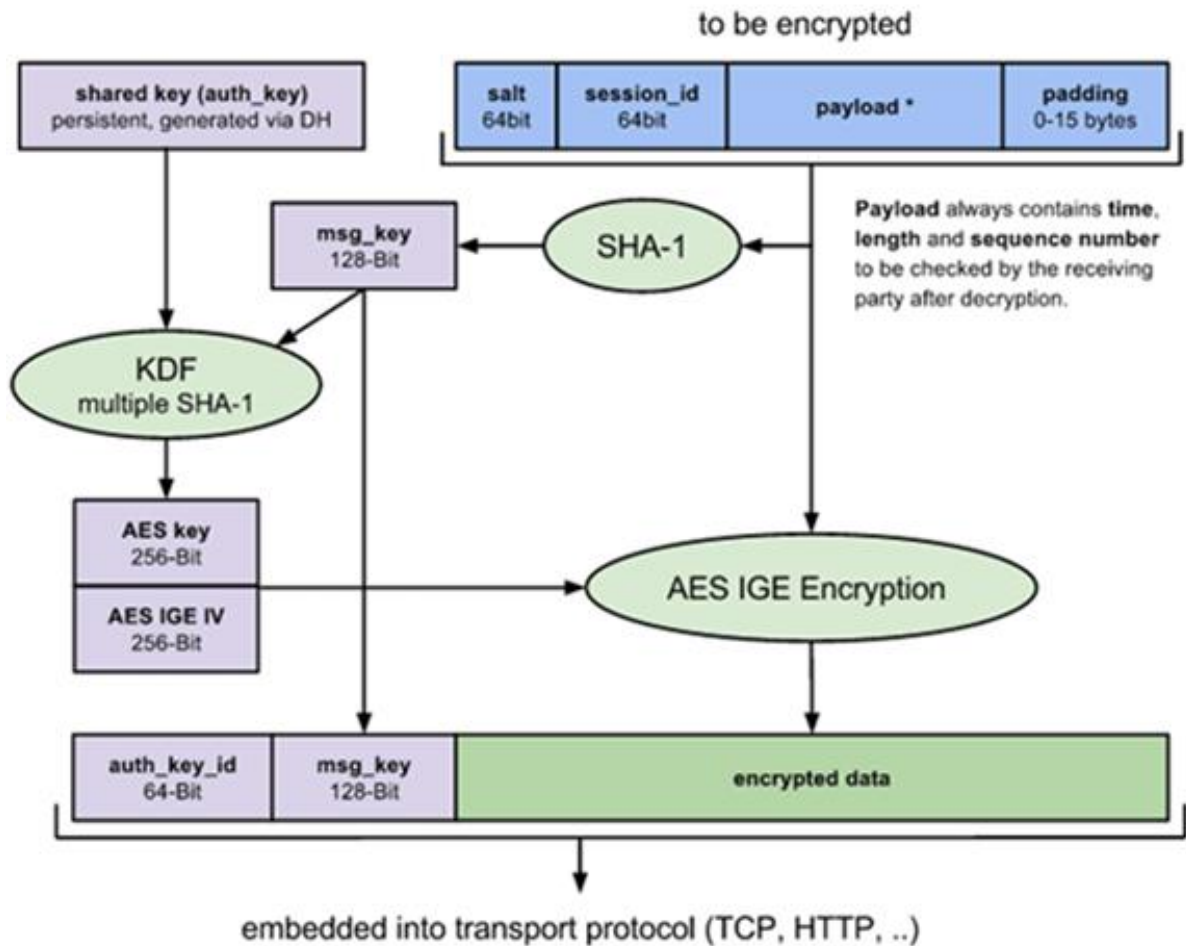 to be encrypted
shared key (auth_key)
persistent, generated via DH
salt
64bit
session_id
64bit
payload *
padding
0-15 bytes
msg_key
128-Bit
SHA-1
Payload always contains time,
length and sequence number
to be checked by the receiving
party after decryption.
KDF
multiple SHA-1
AES key
256-Bit
AES IGE IV
256-Bit
AES IGE Encryption
auth_key_id
64-Bit
msg_key
128-Bit
encrypted data
embedded into transport protocol (TCP, HTTP, ..)